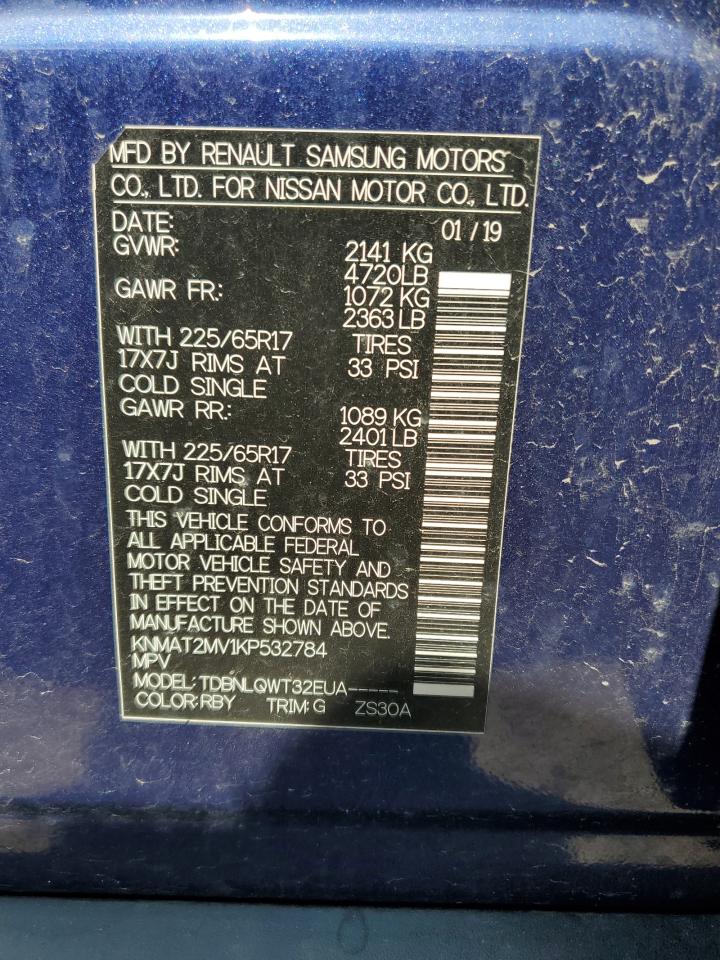 MFD BY RENAULT SAMSUNG MOTORS
CO., LTD. FOR NISSAN MOTOR CO., LTD.
DATE: 01 / 19
GVWR: 2141 KG
4720LB
GAWR FR: 1072 KG
2363 LB
WITH 225/65R17 TIRES
17X7J RIMS AT 33 PSI
COLD SINGLE
GAWR RR: 1089 KG
2401 LB
WITH 225/65R17 TIRES
17X7J RIMS AT 33 PSI
COLD SINGLE
THIS VEHICLE CONFORMS TO
ALL APPLICABLE FEDERAL
MOTOR VEHICLE SAFETY AND
THEFT PREVENTION STANDARDS
IN EFFECT ON THE DATE OF
MANUFACTURE SHOWN ABOVE.
KNMAT2MV1KP532784
MPV
MODEL: TDBNLQWT32EUA-----
COLOR:RBY TRIM: G ZS30A